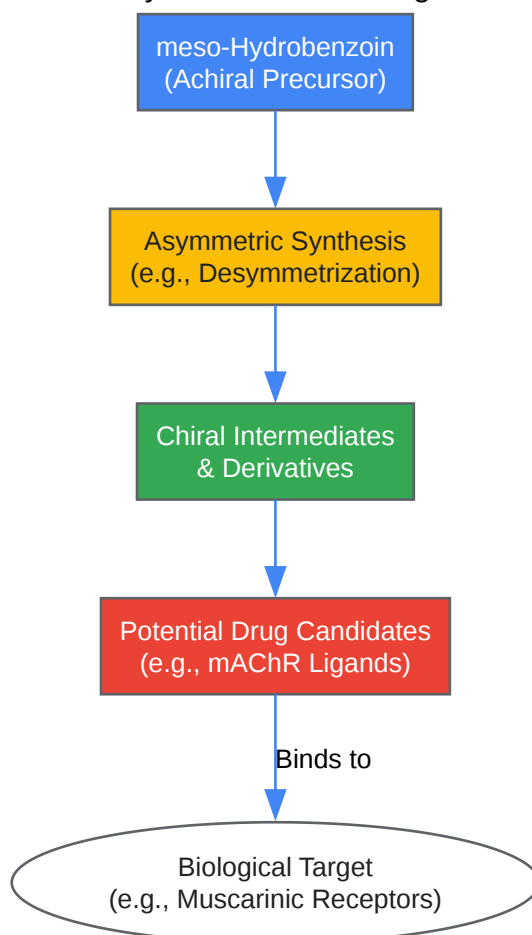 meso-Hydrobenzoin
(Achiral Precursor)
Asymmetric Synthesis
(e.g., Desymmetrization)
Chiral Intermediates
& Derivatives
Potential Drug Candidates
(e.g., mAChR Ligands)
Binds to
Biological Target
(e.g., Muscarinic Receptors)